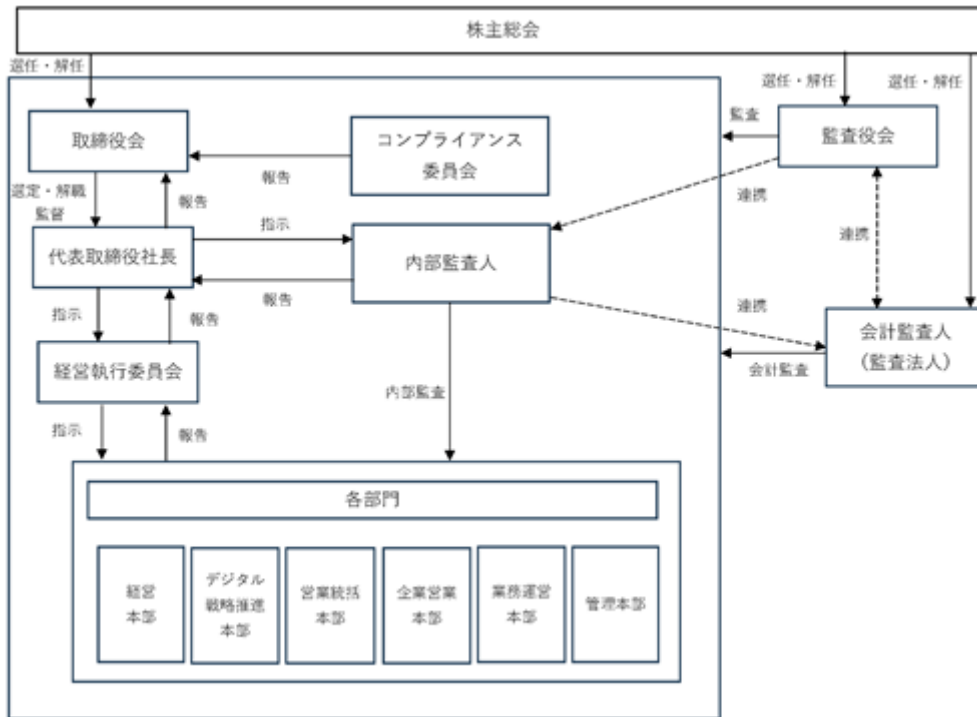 株主総会
選任・解任
選任・解任
選任・解任
取締役会
コンプライアンス
委員会
監査
監査役会
報告
選定・解職
監督
報告
連携
指示
代表取締役社長
内部監査人
連携
報告
指示
報告
連携
会計監査人
（監査法人）
経営執行委員会
会計監査
内部監査
指示
報告
各部門
経営
本部
デジタル
戦略推進
本部
営業統括
本部
企業営業
本部
業務運営
本部
管理本部